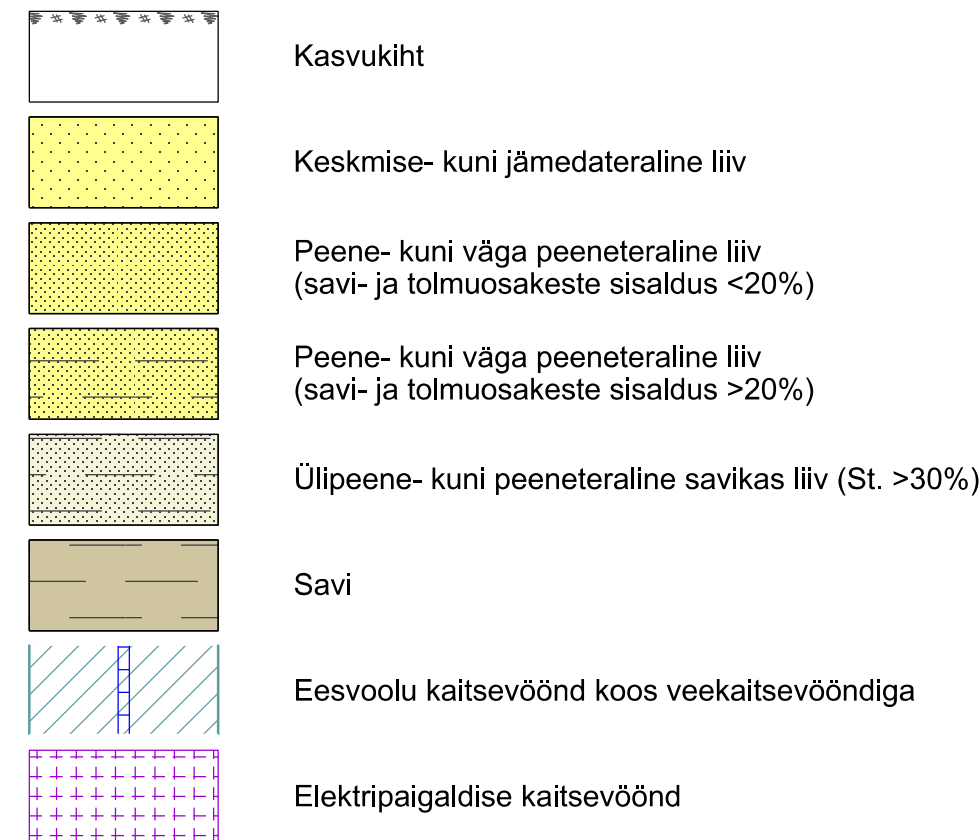 Kasvukiht
Keskmise- kuni jämedateraline liiv
Peene- kuni väga peeneteraline liiv
(savi- ja tolmuosakeste sisaldus <20%)
Peene- kuni väga peeneteraline liiv
(savi- ja tolmuosakeste sisaldus >20%)
Ülipeene- kuni peeneteraline savikas liiv (St. >30%)
Savi
Eesvoolu kaitsevöönd koos veekaitsevööndiga
Elektripaigaldise kaitsevöönd